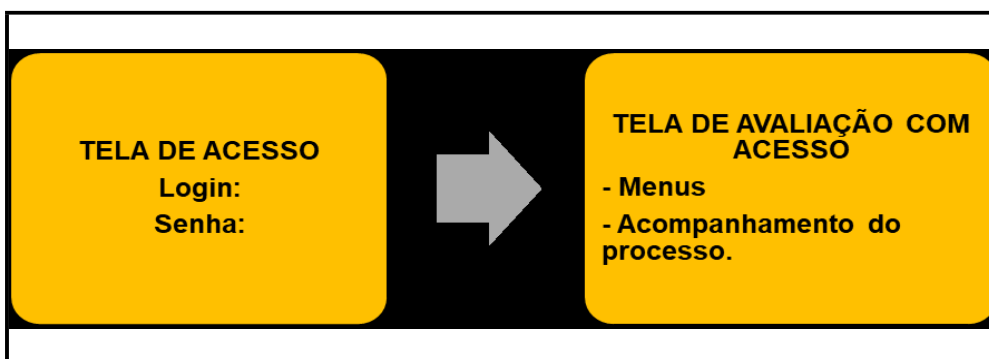 TELA DE ACESSO
Login:
Senha:
TELA DE AVALIAÇÃO COM
ACESSO
- Menus
- Acompanhamento do
processo.